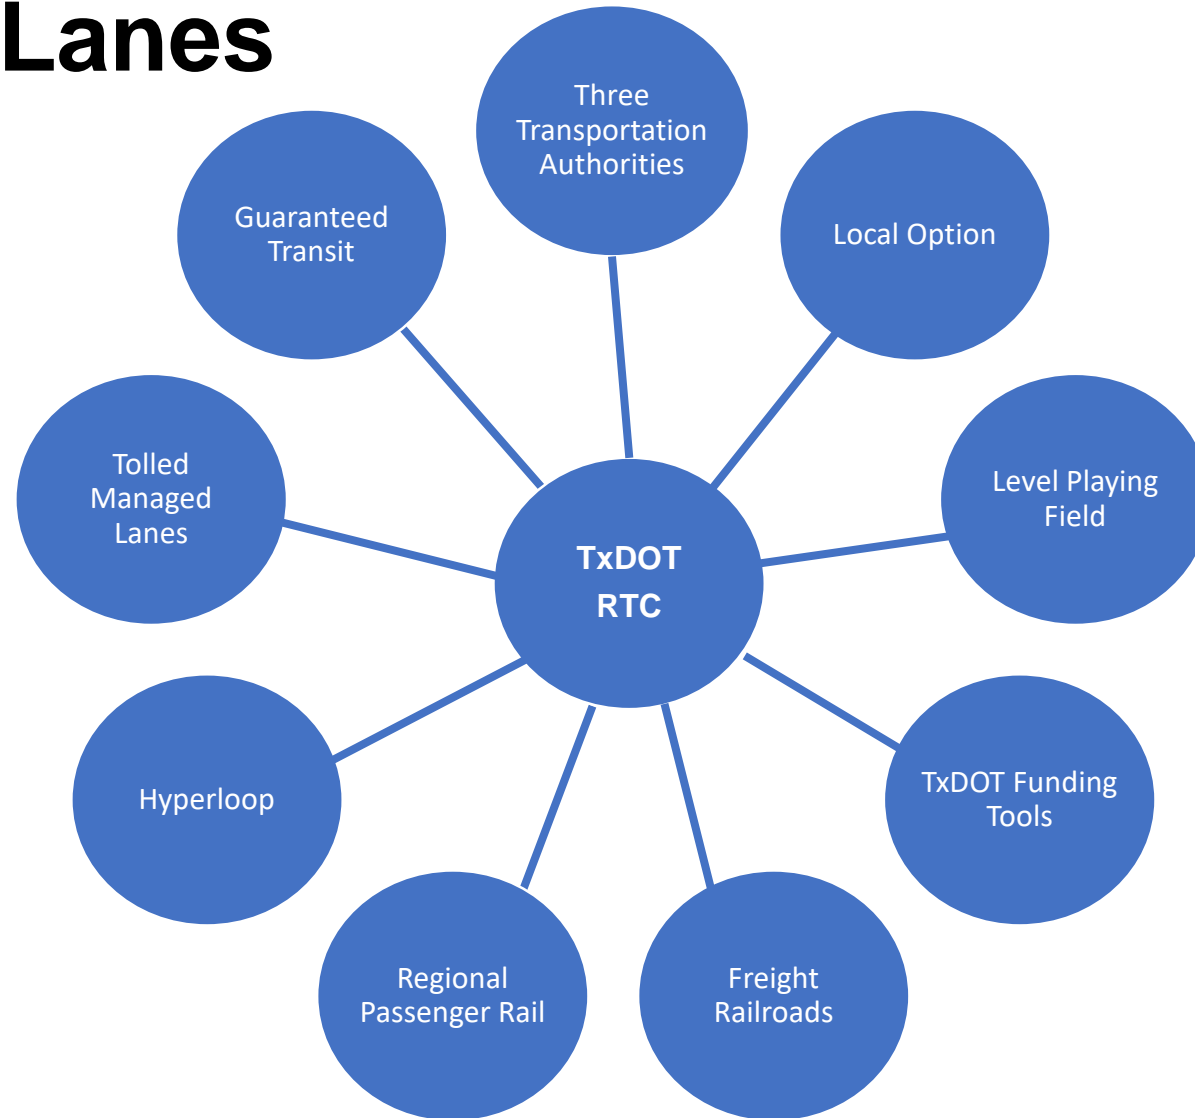 Lanes
Three
Transportation
Authorities
Guaranteed
Transit
Local Option
Tolled
Managed
Lanes
Level Playing
Field
TxDOT
RTC
Hyperloop
TxDOT Funding
Tools
Regional
Passenger Rail
Freight
Railroads